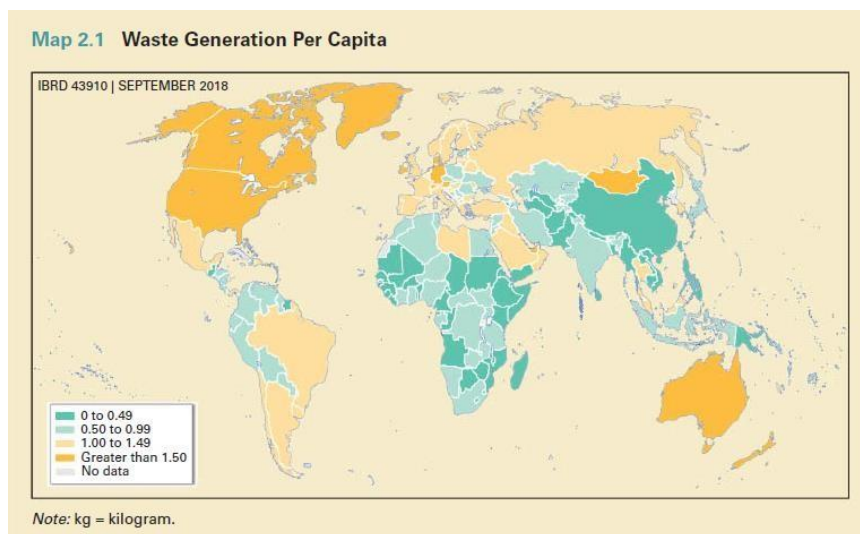 Map 2.1 Waste Generation Per Capita
IBRD 43910 | SEPTEMBER 2018
0 to 0.49
0.50 to 0.99
1.00 to 1.49
Greater than 1.50
No data
Note: kg = kilogram.